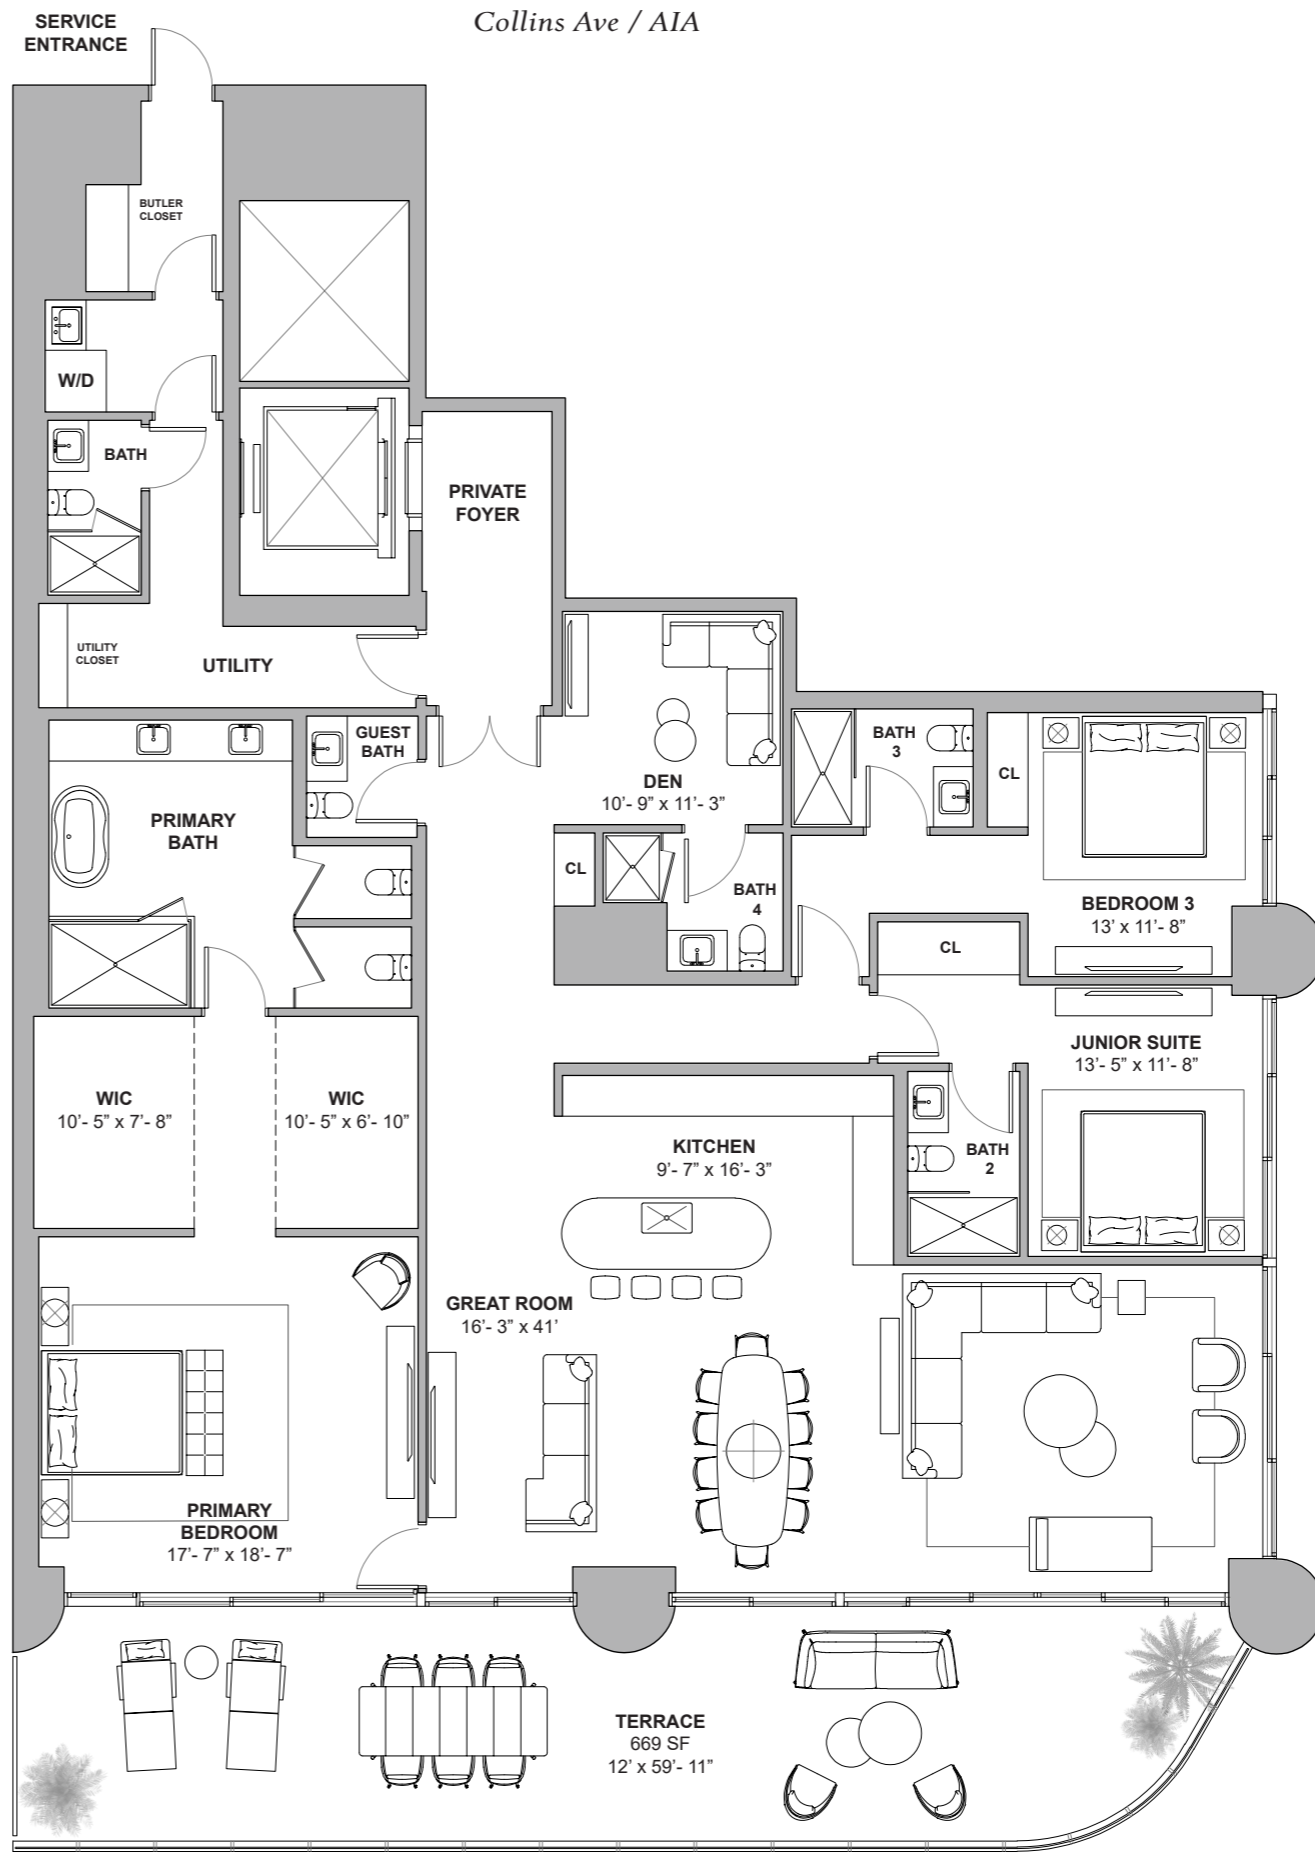 Collins Ave / AIA
SERVICE
ENTRANCE
BUTLER
CLOSET
W/D
BATH
PRIVATE
FOYER
UTILITY
CLOSET
UTILITY
GUEST
BATH
PRIMARY
BATH
DEN
10’- 9” x 11’- 3”
BATH
3
CL
CL
BATH
4
BEDROOM 3
13’ x 11’- 8”
CL
JUNIOR SUITE
13’- 5” x 11’- 8”
WIC
10’- 5” x 7’- 8”
WIC
10’- 5” x 6’- 10”
KITCHEN
9’- 7” x 16’- 3”
BATH
2
GREAT ROOM
16’- 3” x 41’
PRIMARY
BEDROOM
17’- 7” x 18’- 7”
TERRACE
669 SF
12’ x 59’- 11”